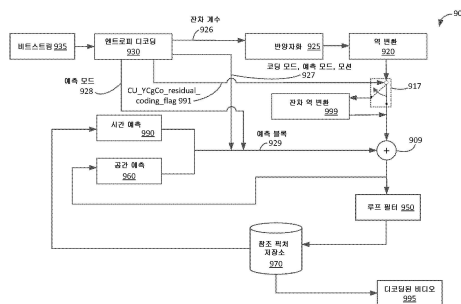 90
잔차 계수
926
비트스트림 935
엔트로피 디코딩
930
반양자화 925
역 변환
920
코딩 모드, 예측 모드, 모션
927
예측 모드
928
CU_YCgCo_residual_
coding_flag 991
917
잔차 역 변환
999
시간 예측
990
예측 블록
929
909
공간 예측
960
루프 필터 950
참조 픽처
저장소
970
디코딩된 비디오
995